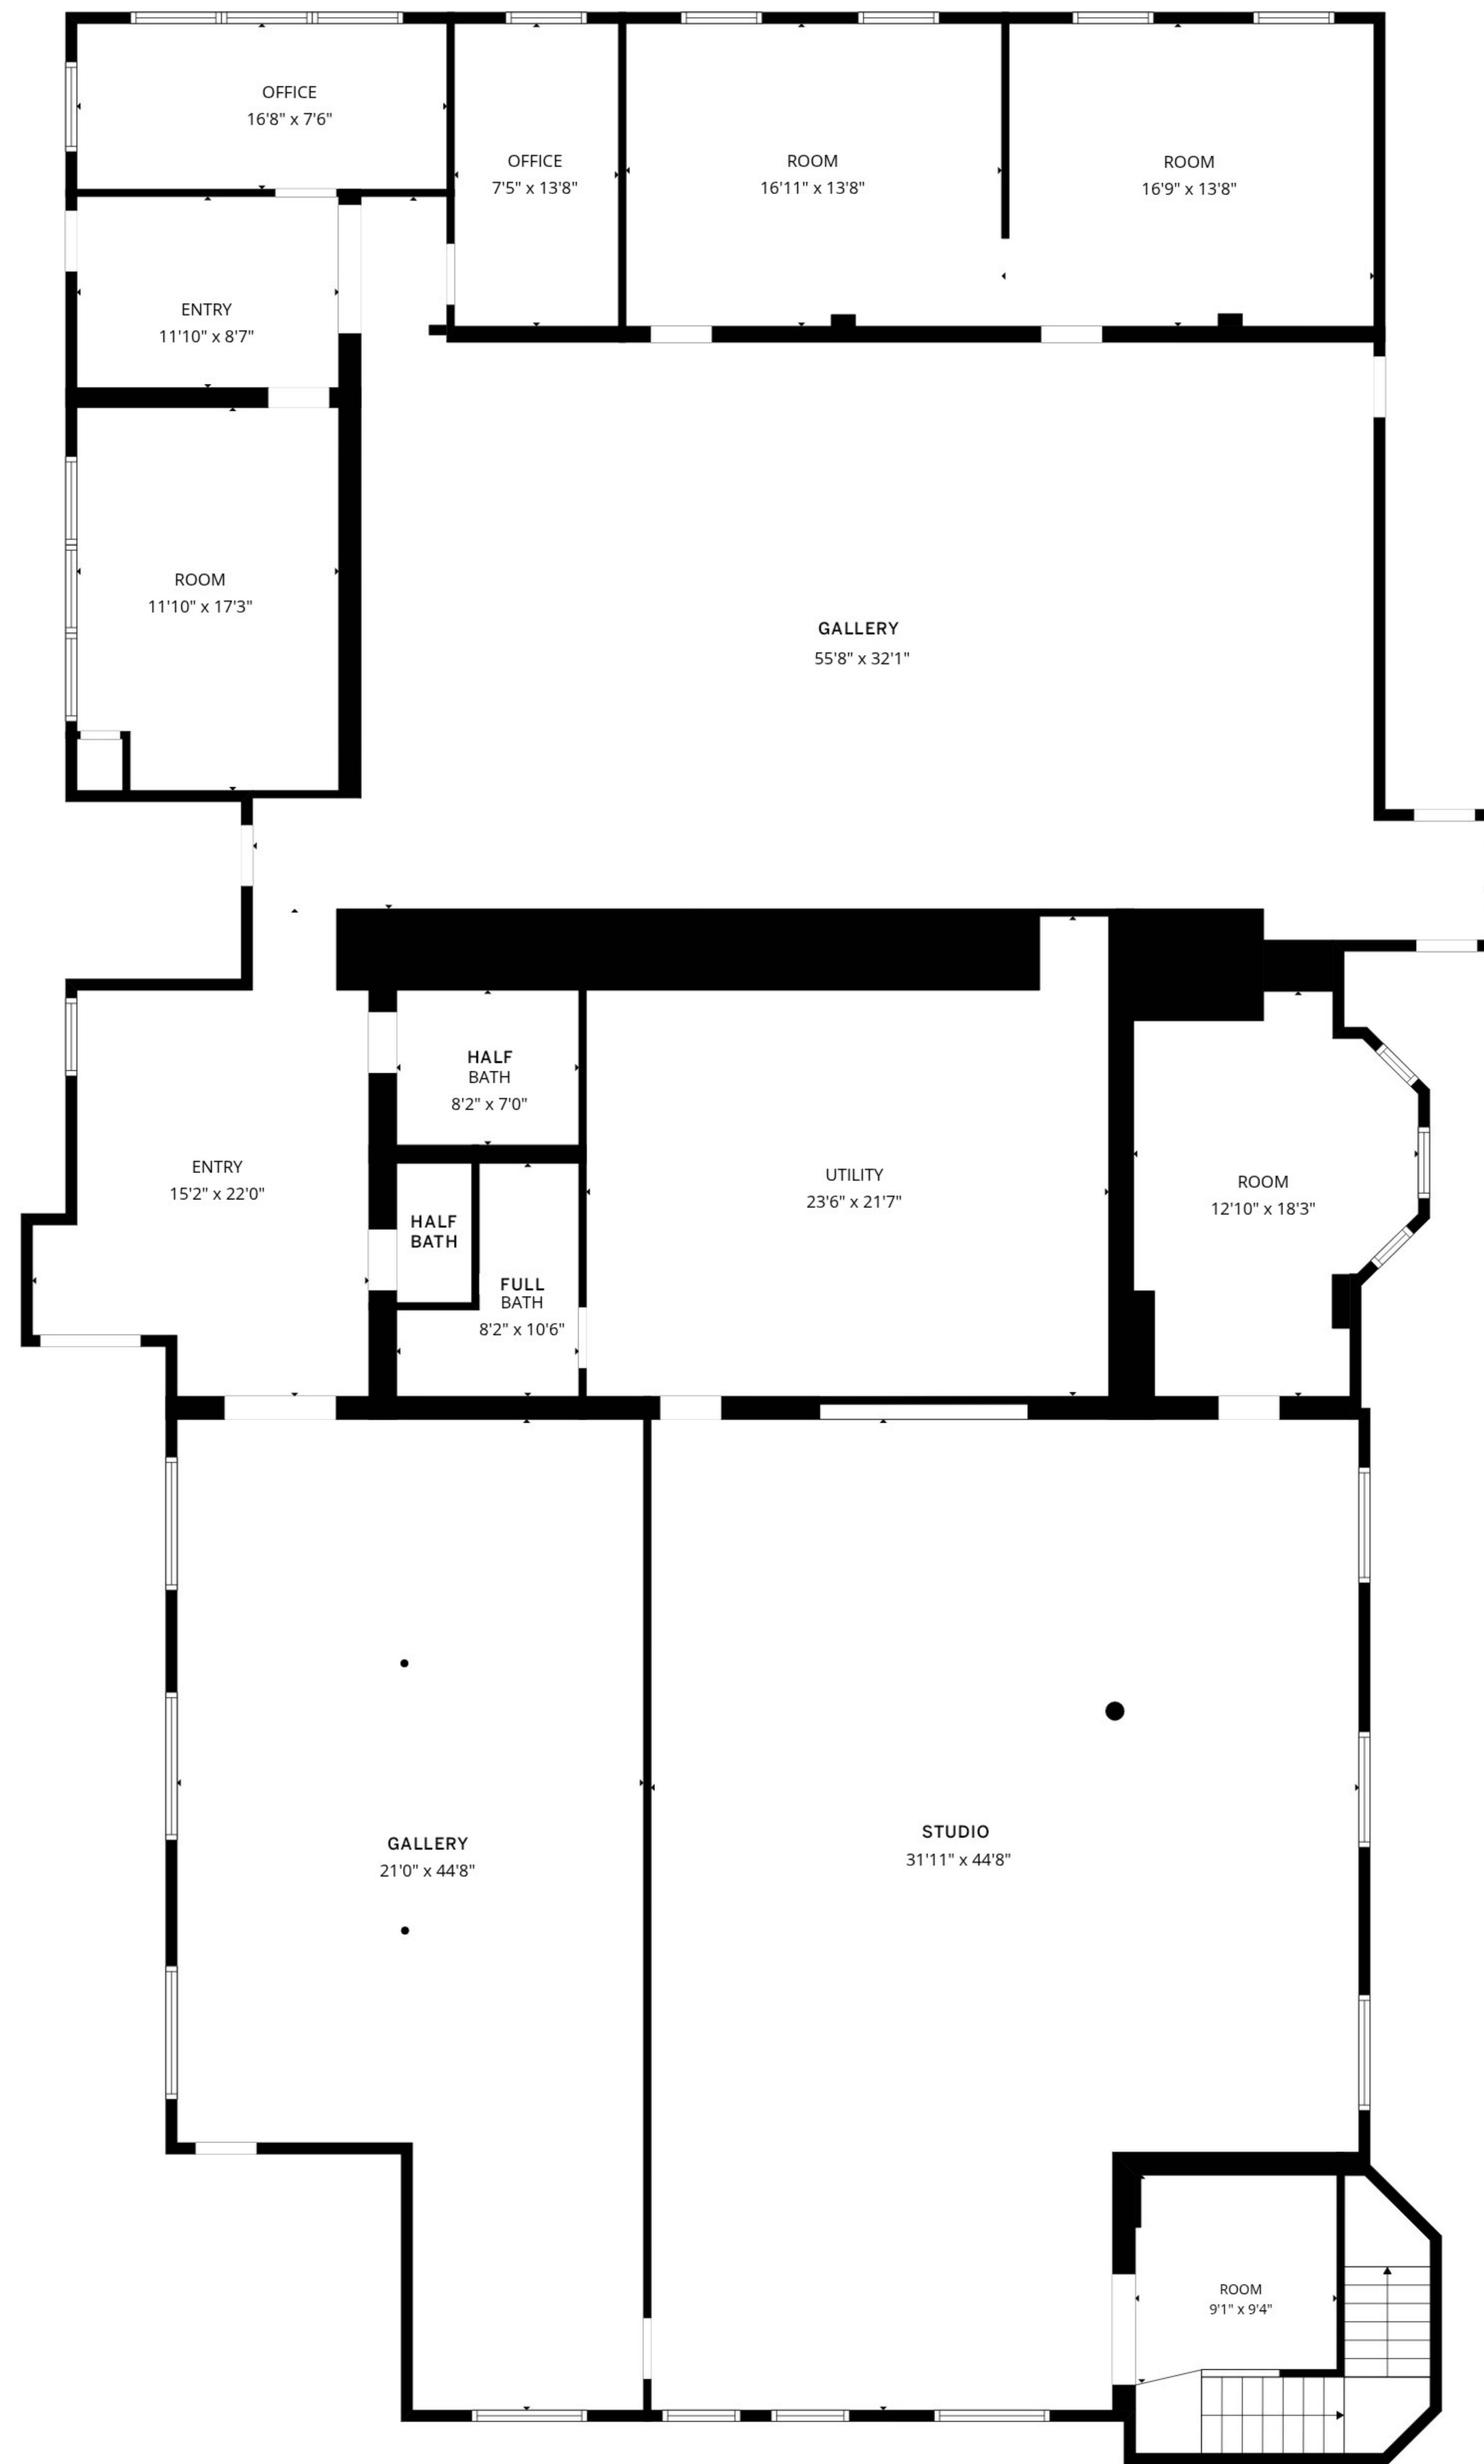 OFFICE
16'8" x 7'6"
OFFICE
7'5" x 13'8"
ROOM
16'11" x 13'8"
ROOM
16'9" x 13'8"
ENTRY
11'10" x 8'7"
ROOM
11'10" x 17'3"
GALLERY
55'8" x 32'1"
HALF
BATH
8'2" x 7'0"
ENTRY
15'2" x 22'0"
UTILITY
23'6" x 21'7"
ROOM
12'10" x 18'3"
HALF
BATH
FULL
BATH
8'2" x 10'6"
GALLERY
21'0" x 44'8"
STUDIO
31'11" x 44'8"
ROOM
9'1" x 9'4"